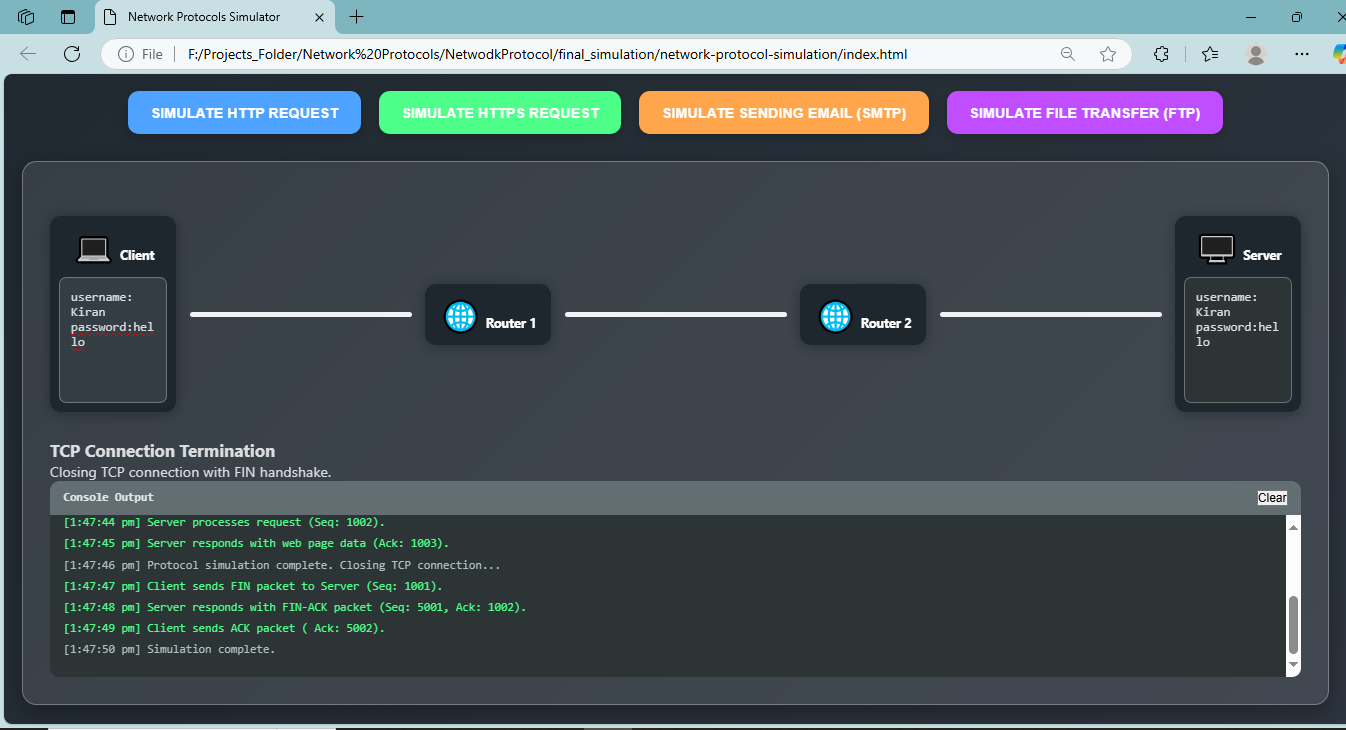 Network Protocols Simulator
File
F:/Projects_Folder/Network%20Protocols/NetwodkProtocol/final_simulation/network-protocol-simulation/index.html
SIMULATE HTTP REQUEST
SIMULATE HTTPS REQUEST
SIMULATE SENDING EMAIL (SMTP)
SIMULATE FILE TRANSFER (FTP)
Client
username:
Kiran
password:hel
lo
Router 1
Router 2
Server
username:
Kiran
password:hel
lo
TCP Connection Termination
Closing TCP connection with FIN handshake.
Console Output
Clear
[1:47:44 pm] Server processes request (Seq: 1002).
[1:47:45 pm] Server responds with web page data (Ack: 1003).
[1:47:46 pm] Protocol simulation complete. Closing TCP connection...
[1:47:47 pm] Client sends FIN packet to Server (Seq: 1001).
[1:47:48 pm] Server responds with FIN-ACK packet (Seq: 5001, Ack: 1002).
[1:47:49 pm] Client sends ACK packet ( Ack: 5002).
[1:47:50 pm] Simulation complete.